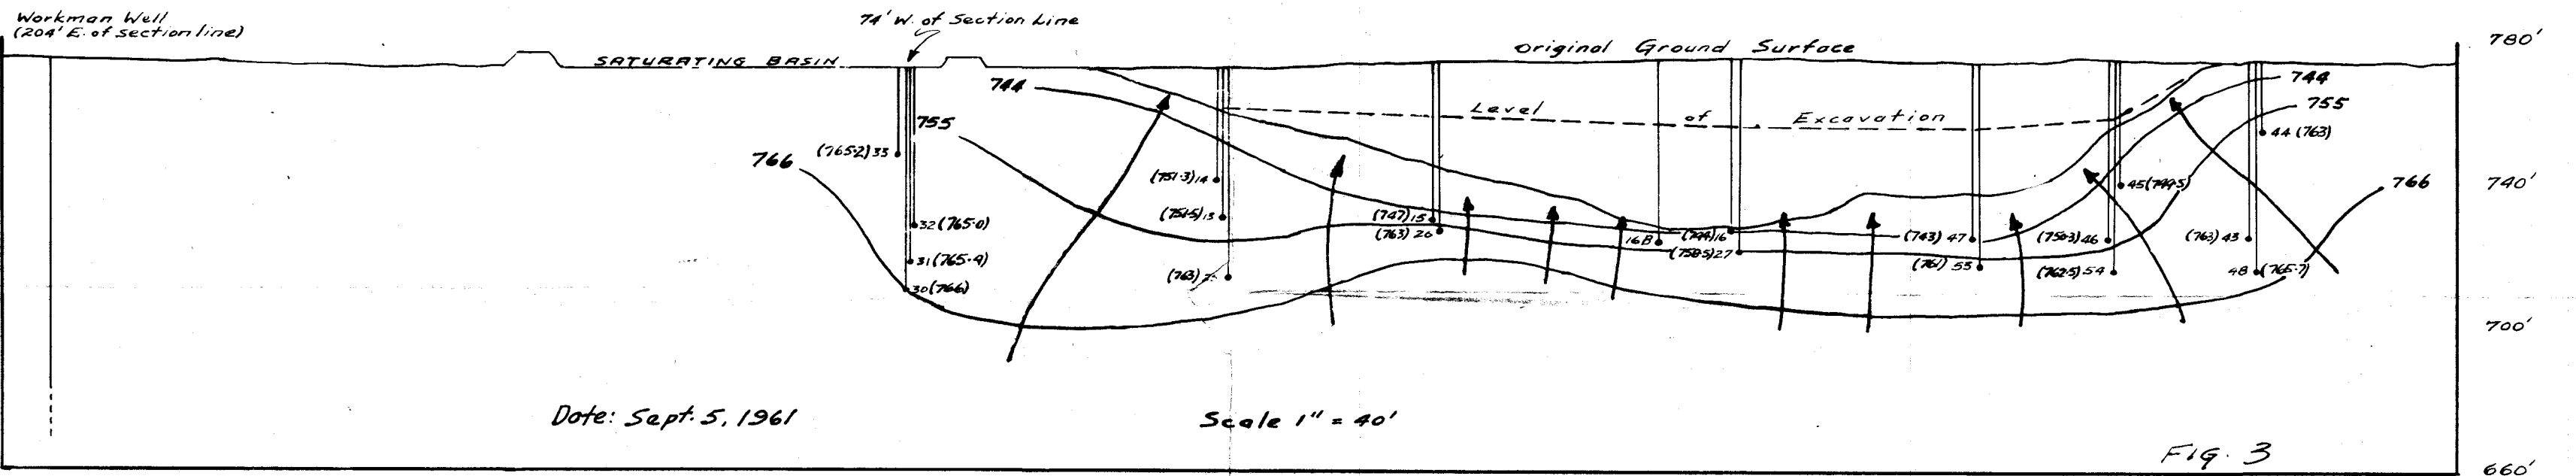 Workman Well
(204' E. of section line)
74' W. of Section Line
Original Ground Surface
780'
SATURATING BASIN
744
744
755
755
Level of Excavation
766
(765.2) 33
44 (763)
(751.3) 14
740'
45 (744.5)
766
(751.5) 13
(747) 15
32 (765.0)
(763) 26
16B
(744) 16
(743) 47
(750.3) 46
(763) 43
(758.5) 27
31 (765.4)
(761) 55
(762.5) 54
48 (765.7)
(763)
30 (766)
700'
Date: Sept. 5, 1961
Scale 1" = 40'
FIG. 3
660'